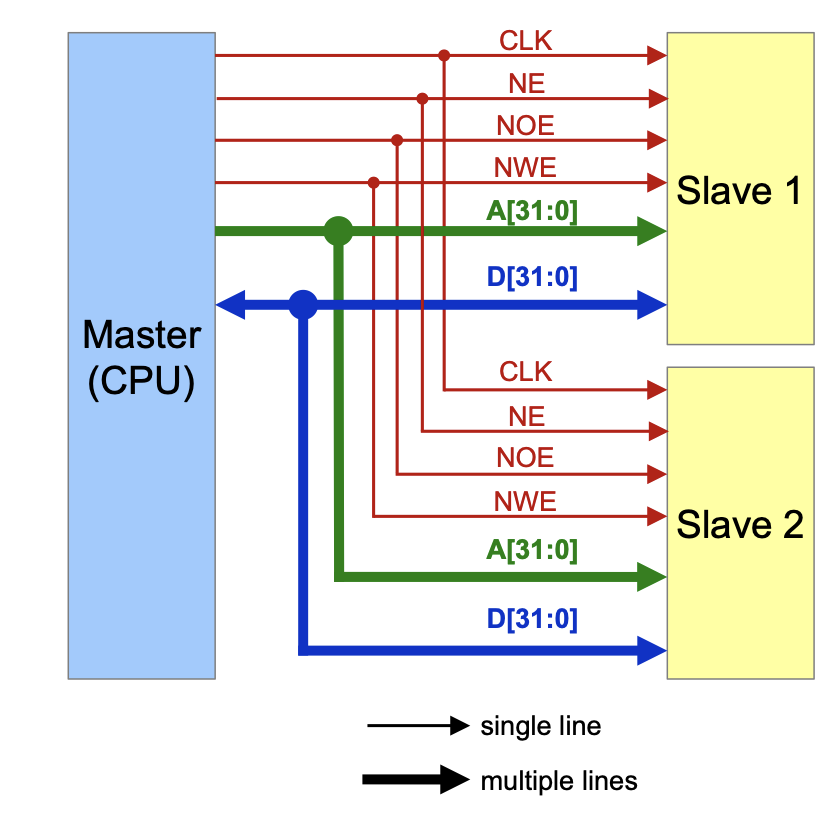 CLK
NE
NOE
NWE
A[31:0]
D[31:0]
Slave 1
Master
(CPU)
CLK
NE
NOE
NWE
A[31:0]
D[31:0]
Slave 2
single line
multiple lines